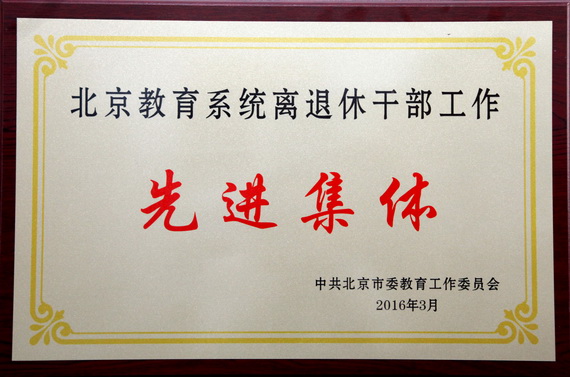 北京教育系统离退休干部工作
先进集体
中共北京市委教育工作委员会
2016年3月